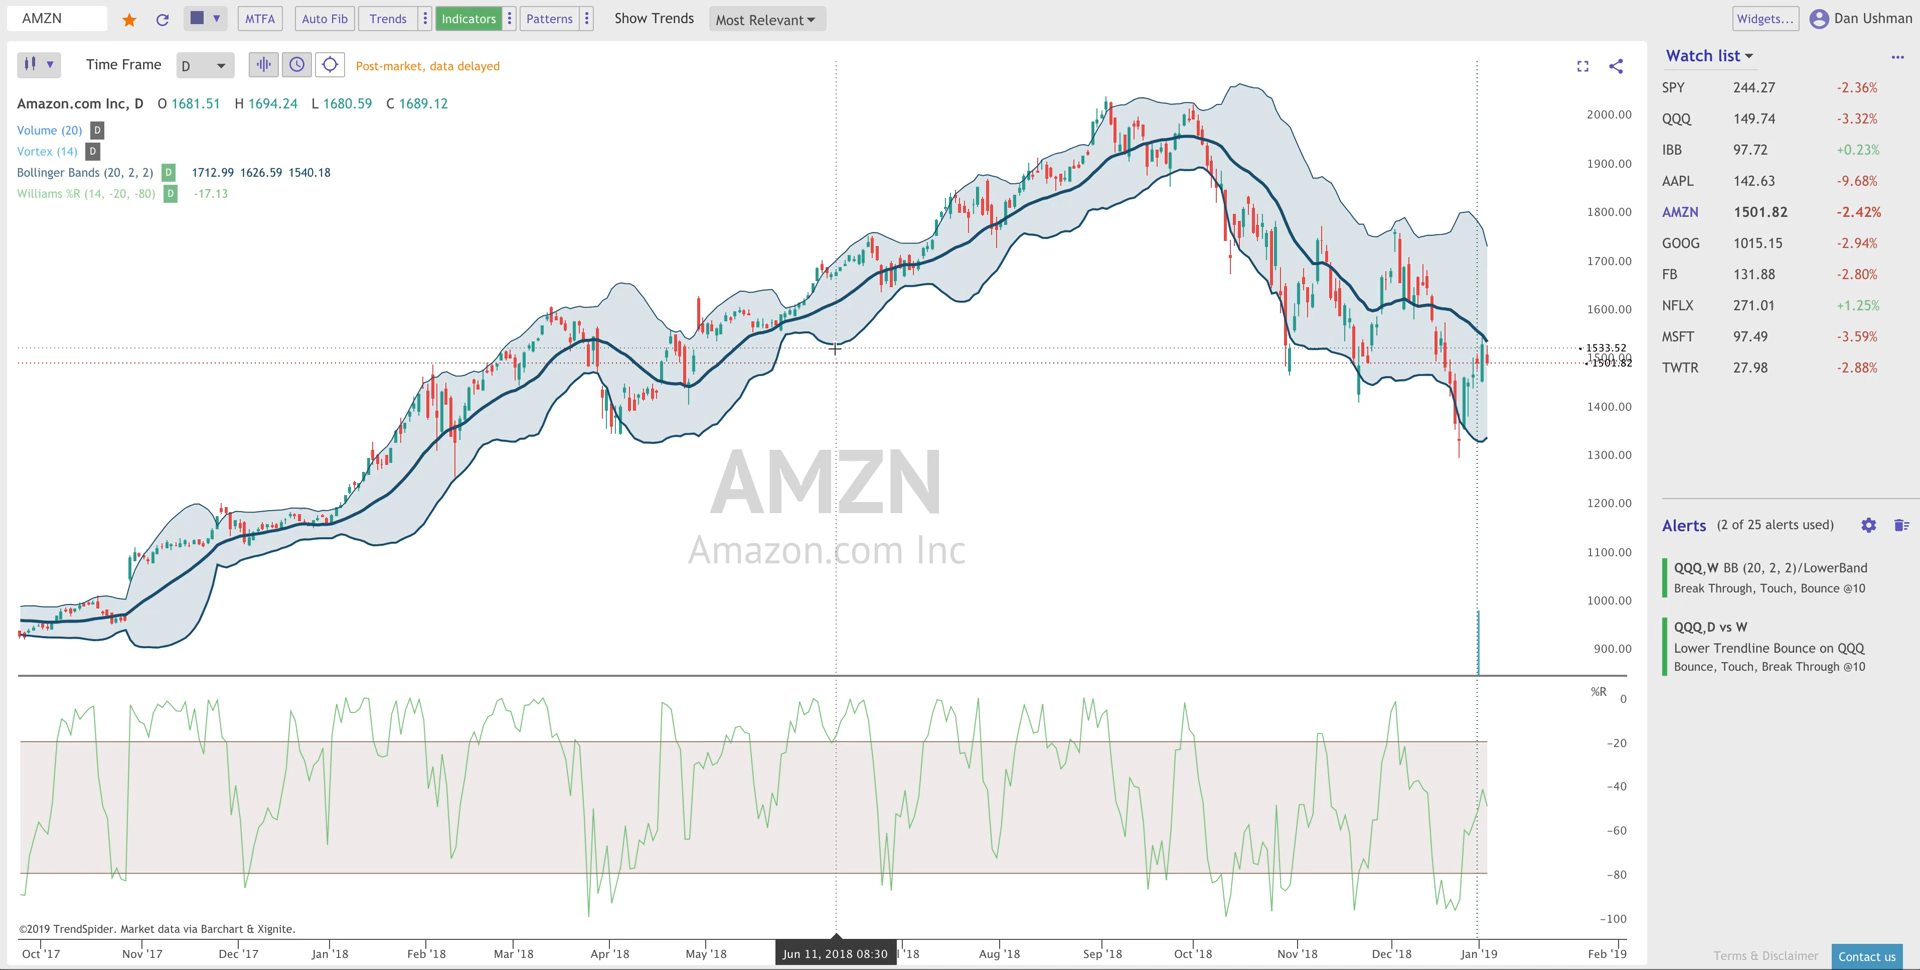 AMZN MTFA Auto Fib Trends Indicators Patterns Show Trends Most Relevant Widgets... Dan Ushman
Time Frame D Post-market, data delayed
Amazon.com Inc, D O 1681.51 H 1694.24 L 1680.59 C 1689.12
Volume (20) D
Vortex (14) D
Bollinger Bands (20, 2, 2) D 1712.99 1626.59 1540.18
Williams %R (14, -20, -80) D -17.13
2000.00
1900.00
1800.00
1700.00
1600.00
1533.52
1500.00
1501.82
1400.00
1300.00
1200.00
1100.00
1000.00
900.00
AMZN
Amazon.com Inc
%R 0
-20
-40
-60
-80
-100
©2019 TrendSpider. Market data via Barchart & Xignite.
Oct '17 Nov '17 Dec '17 Jan '18 Feb '18 Mar '18 Apr '18 May '18 Jun 11, 2018 08:30 l '18 Aug '18 Sep '18 Oct '18 Nov '18 Dec '18 Jan '19 Feb '19
Watch list ...
SPY 244.27 -2.36%
QQQ 149.74 -3.32%
IBB 97.72 +0.23%
AAPL 142.63 -9.68%
AMZN 1501.82 -2.42%
GOOG 1015.15 -2.94%
FB 131.88 -2.80%
NFLX 271.01 +1.25%
MSFT 97.49 -3.59%
TWTR 27.98 -2.88%
Alerts (2 of 25 alerts used)
QQQ,W BB (20, 2, 2)/LowerBand
Break Through, Touch, Bounce @10
QQQ,D vs W
Lower Trendline Bounce on QQQ
Bounce, Touch, Break Through @10
Terms & Disclaimer Contact us